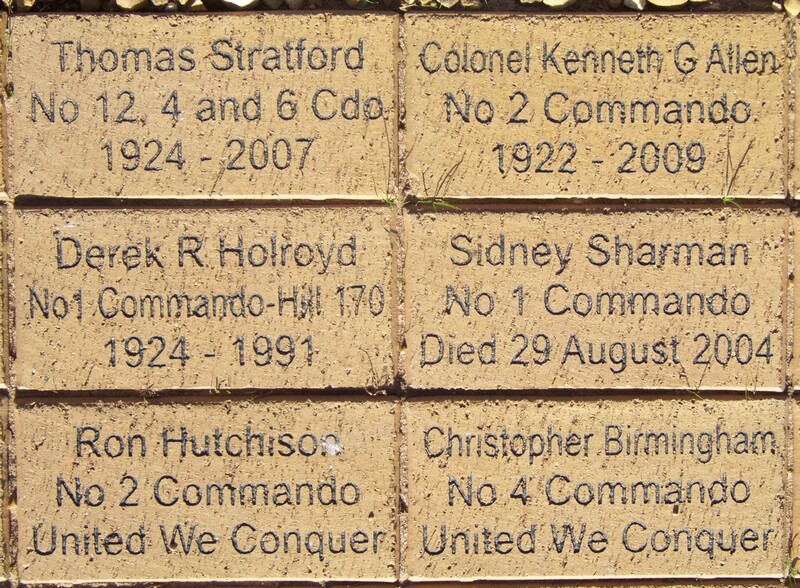 Thomas Stratford
No 12, 4 and 6 Cdo
1924 - 2007
Colonel Kenneth G Allen
No 2 Commando
1922 - 2009
Derek R Holroyd
No1 Commando-Hill 170
1924 - 1991
Sidney Sharman
No 1 Commando
Died 29 August 2004
Ron Hutchison
No 2 Commando
United We Conquer
Christopher Birmingham
No 4 Commando
United We Conquer